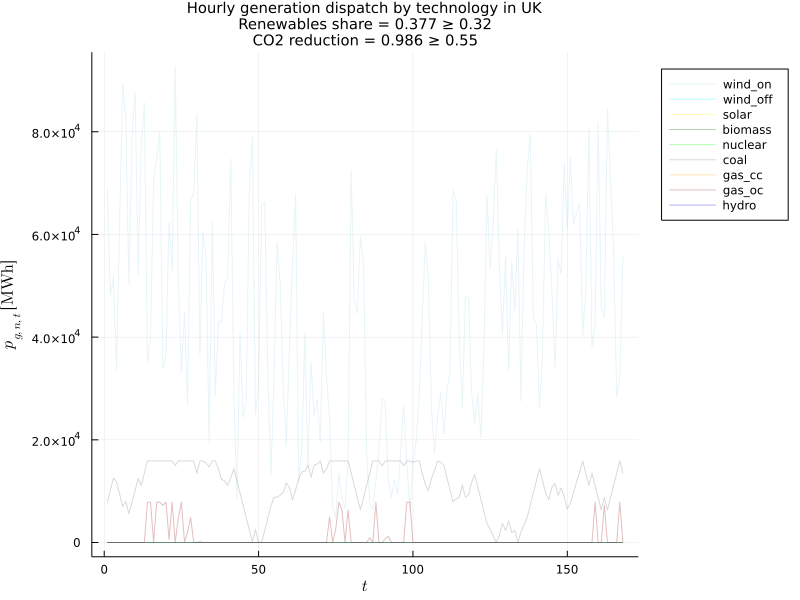 Hourly generation dispatch by technology in UK
Renewables share = 0.377 ≥ 0.32
CO2 reduction = 0.986 ≥ 0.55
wind_on
wind_off
solar
biomass
nuclear
coal
gas_cc
gas_oc
hydro
8.0×10⁴
6.0×10⁴
4.0×10⁴
2.0×10⁴
0
p_{g,n,t} [MWh]
0 50 100 150
t